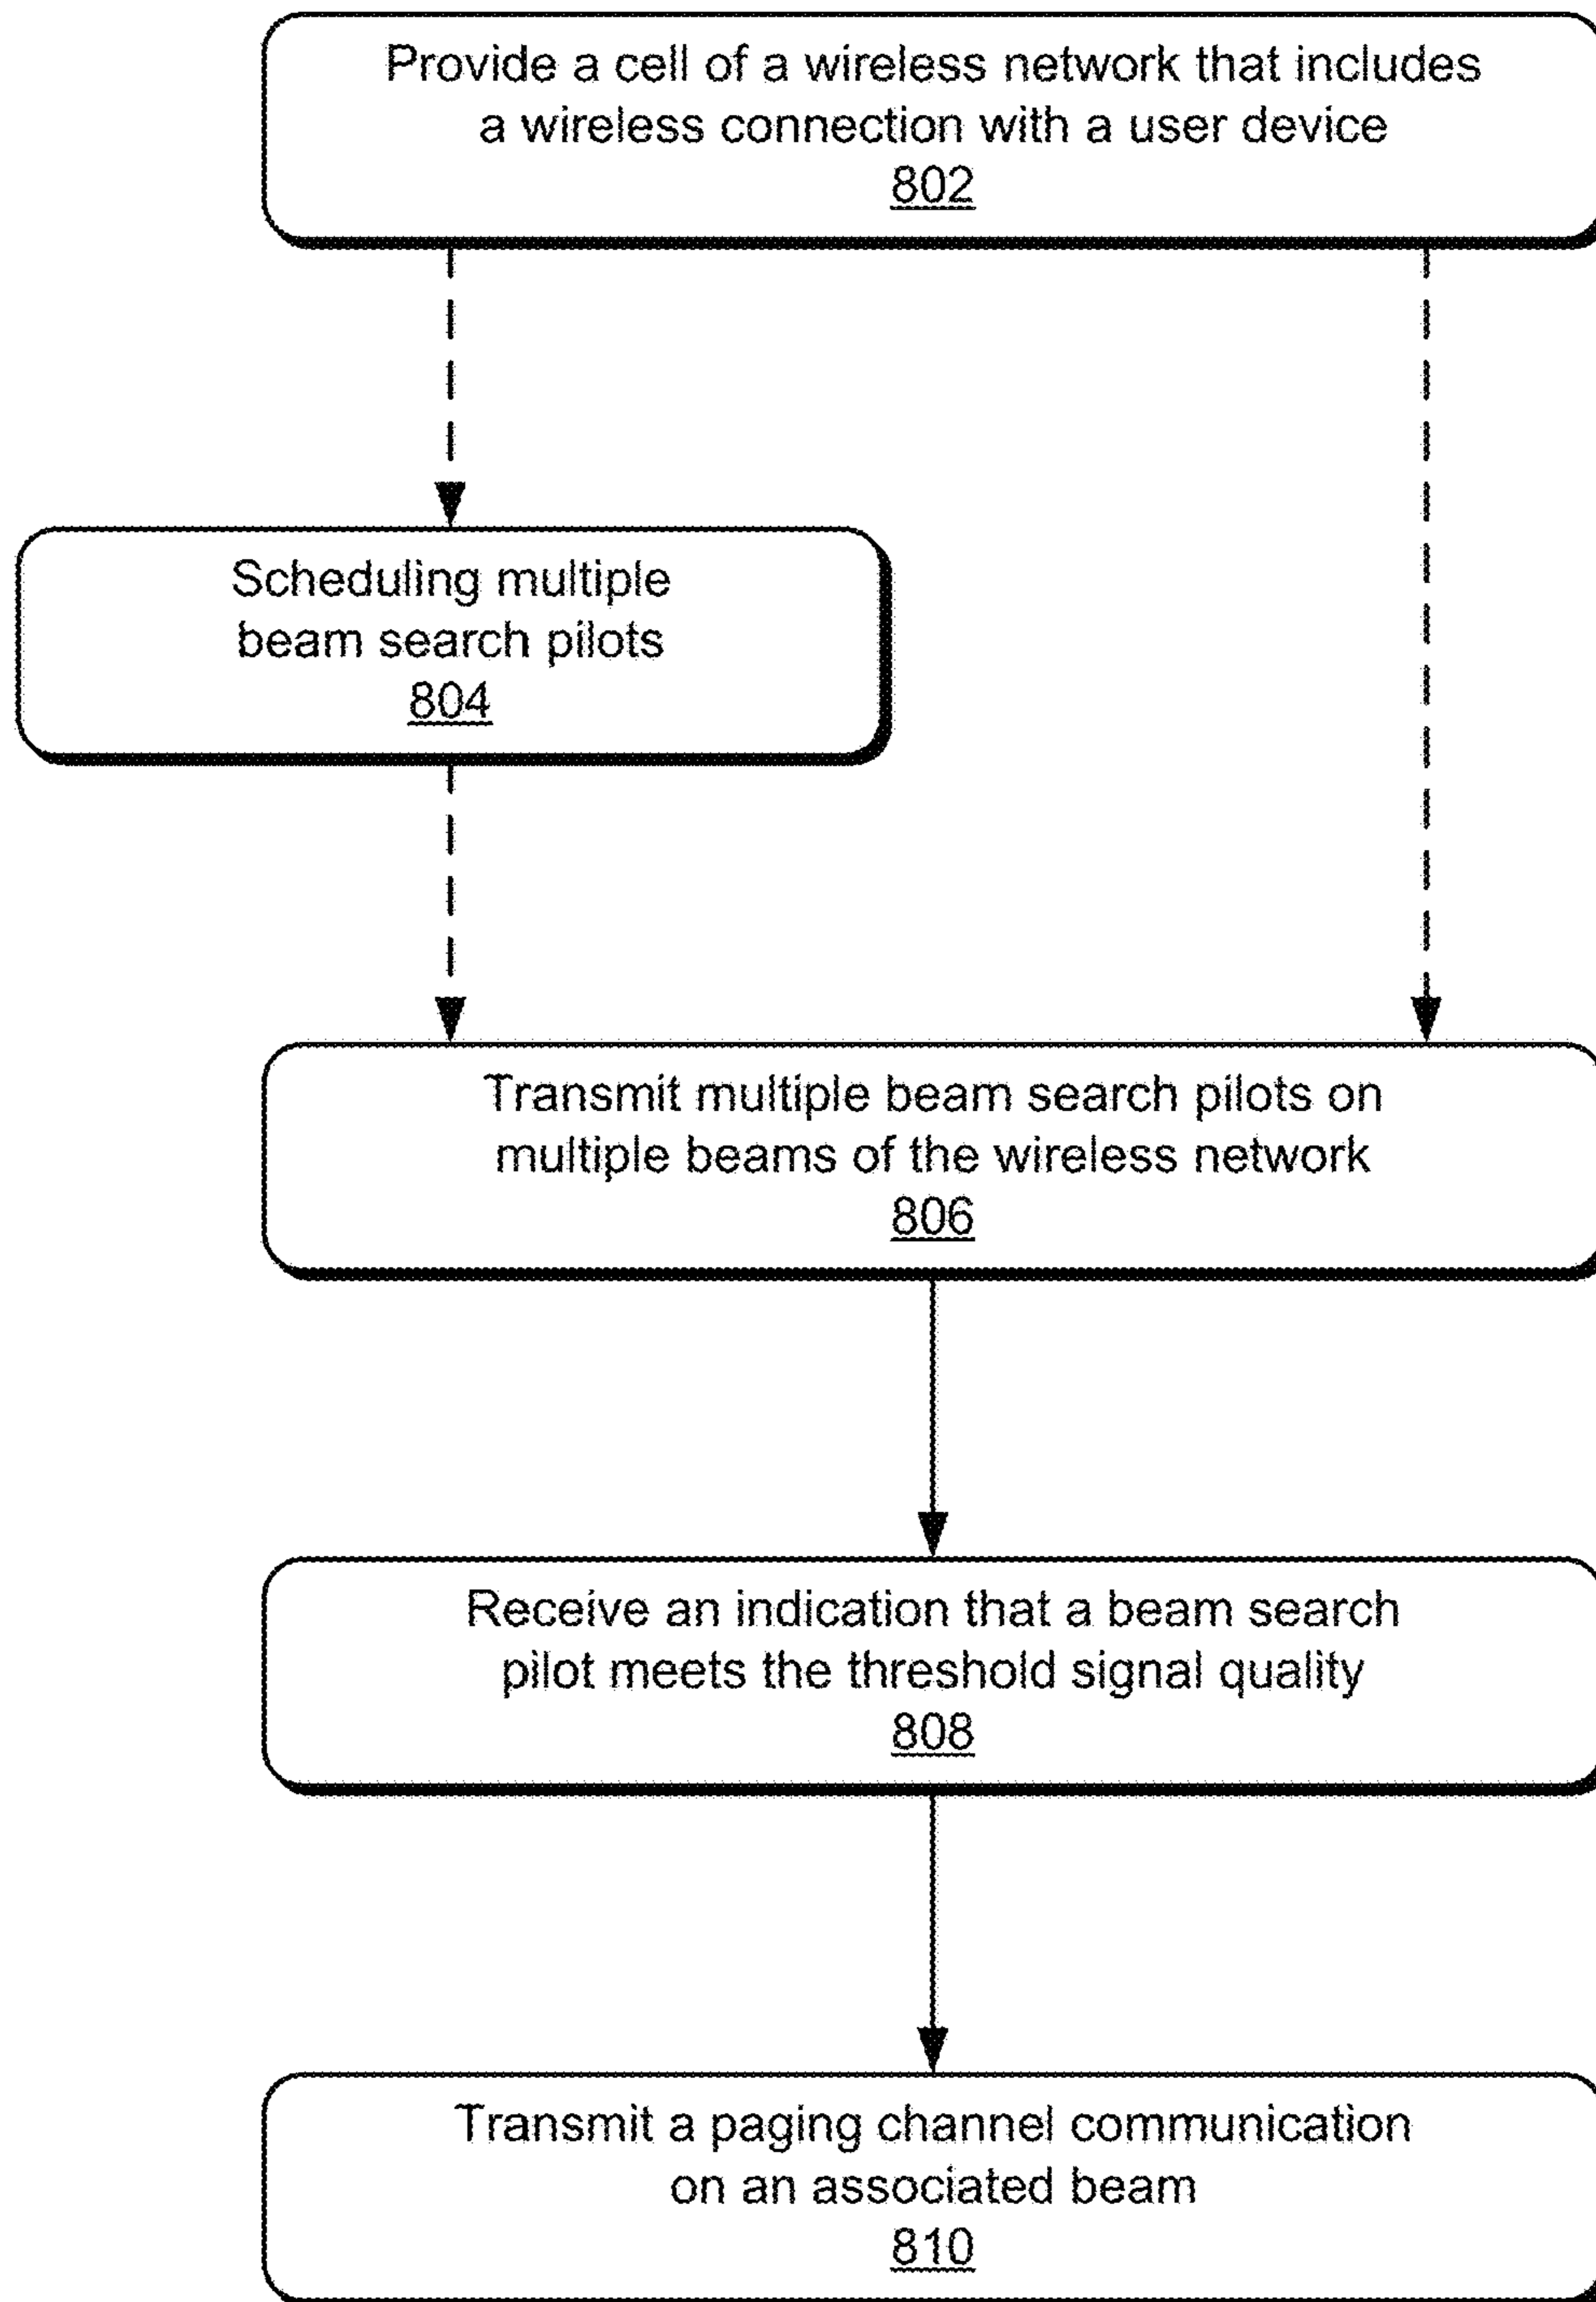 Provide a cell of a wireless network that includes
a wireless connection with a user device
802
Scheduling multiple
beam search pilots
804
Transmit multiple beam search pilots on
multiple beams of the wireless network
806
Receive an indication that a beam search
pilot meets the threshold signal quality
808
Transmit a paging channel communication
on an associated beam
810